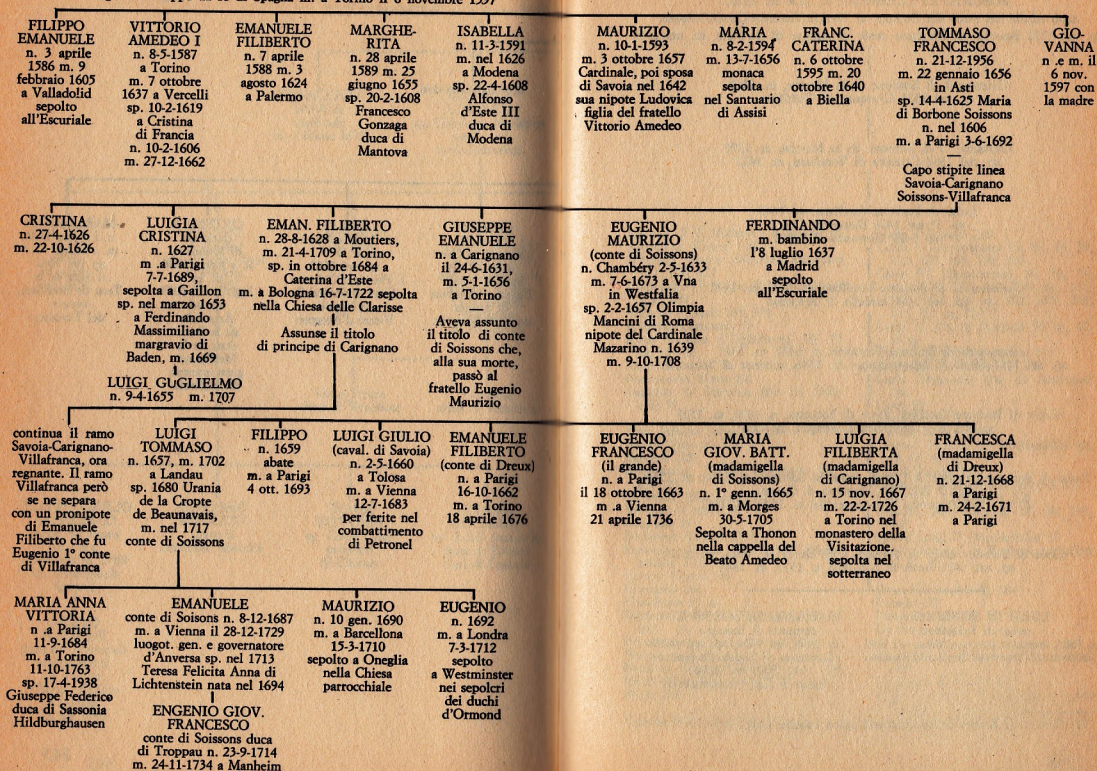 Filippo
a Torino il 6 novembre 1597
FILIPPO
EMANUELE
n. 3 aprile
1586 m. 9
febbraio 1605
a Valladolid
sepolto
all'Escuriale
VITTORIO
AMEDEO I
n. 8-5-1587
a Torino
m. 7 ottobre
1637 a Vercelli
sp. 10-2-1619
a Cristina
di Francia
n. 10-2-1606
m. 27-12-1662
EMANUELE
FILIBERTO
n. 7 aprile
1588 m. 3
agosto 1624
a Palermo
MARGHE-
RITA
n. 28 aprile
1589 m. 25
giugno 1655
sp. 20-2-1608
Francesco
Gonzaga
duca di
Mantova
ISABELLA
n. 11-3-1591
m. nel 1626
a Modena
sp. 22-4-1608
Alfonso
d'Este III
duca di
Modena
MAURIZIO
n. 10-1-1593
m. 3 ottobre 1657
Cardinale, poi sposa
di Savoia nel 1642
sua nipote Ludovica
figlia del fratello
Vittorio Amedeo
MARIA
n. 8-2-1594
m. 13-7-1656
monaca
sepolta
nel Santuario
di Assisi
FRANC.
CATERINA
n. 6 ottobre
1595 m. 20
ottobre 1640
a Biella
TOMMASO
FRANCESCO
n. 21-12-1956
m. 22 gennaio 1656
in Asti
sp. 14-4-1625 Maria
di Borbone Soissons
n. nel 1606
m. a Parigi 3-6-1692
—
Capo stipite linea
Savoia-Carignano
Soissons-Villafranca
GIO-
VANNA
n .e m. il
6 nov.
1597 con
la madre
CRISTINA
n. 27-4-1626
m. 22-10-1626
LUIGIA
CRISTINA
n. 1627
m .a Parigi
7-7-1689,
sepolta a Gaillon
sp. nel marzo 1653
a Ferdinando
Massimiliano
margravio di
Baden, m. 1669
LUIGI GUGLIELMO
n. 9-4-1655 m. 1707
EMAN. FILIBERTO
n. 28-8-1628 a Moutiers,
m. 21-4-1709 a Torino,
sp. in ottobre 1684 a
Caterina d'Este
m. a Bologna 16-7-1722 sepolta
nella Chiesa delle Clarisse
Assunse il titolo
di principe di Carignano
GIUSEPPE
EMANUELE
n. a Carignano
il 24-6-1631,
m. 5-1-1656
a Torino
—
Aveva assunto
il titolo di conte
di Soissons che,
alla sua morte,
passò al
fratello Eugenio
Maurizio
EUGENIO
MAURIZIO
(conte di Soissons)
n. Chambéry 2-5-1633
m. 7-6-1673 a Vna
in Westfalia
sp. 2-2-1657 Olimpia
Mancini di Roma
nipote del Cardinale
Mazarino n. 1639
m. 9-10-1708
FERDINANDO
m. bambino
l'8 luglio 1637
a Madrid
sepolto
all'Escuriale
continua il ramo
Savoia-Carignano-
Villafranca, ora
regnante. Il ramo
Villafranca però
se ne separa
con un pronipote
di Emanuele
Filiberto che fu
Eugenio 1° conte
di Villafranca
LUIGI
TOMMASO
n. 1657, m. 1702
a Landau
sp. 1680 Urania
de la Cropte
de Beaunavais,
m. nel 1717
conte di Soissons
FILIPPO
n. 1659
abate
m. a Parigi
4 ott. 1693
LUIGI GIULIO
(caval. di Savoia)
n. 2-5-1660
a Tolosa
m. a Vienna
12-7-1683
per ferite nel
combattimento
di Petronel
EMANUELE
FILIBERTO
(conte di Dreux)
n. a Parigi
16-10-1662
m. a Torino
18 aprile 1676
EUGENIO
FRANCESCO
(il grande)
n. a Parigi
il 18 ottobre 1663
m .a Vienna
21 aprile 1736
MARIA
GIOV. BATT.
(madamigella
di Soissons)
n. 1° genn. 1665
m. a Morges
30-5-1705
Sepolta a Thonon
nella cappella del
Beato Amedeo
LUIGIA
FILIBERTA
(madamigella
di Carignano)
n. 15 nov. 1667
m. 22-2-1726
a Torino nel
monastero della
Visitazione.
sepolta nel
sotterraneo
FRANCESCA
(madamigella
di Dreux)
n. 21-12-1668
a Parigi
m. 24-2-1671
a Parigi
MARIA ANNA
VITTORIA
n .a Parigi
11-9-1684
m. a Torino
11-10-1763
sp. 17-4-1938
Giuseppe Federico
duca di Sassonia
Hildburghausen
EMANUELE
conte di Soisons n. 8-12-1687
m. a Vienna il 28-12-1729
luogot. gen. e governatore
d'Anversa sp. nel 1713
Teresa Felicita Anna di
Lichtenstein nata nel 1694
ENGENIO GIOV.
FRANCESCO
conte di Soissons duca
di Troppau n. 23-9-1714
m. 24-11-1734 a Manheim
MAURIZIO
n. 10 gen. 1690
m. a Barcellona
15-3-1710
sepolto a Oneglia
nella Chiesa
parrocchiale
EUGENIO
n. 1692
m. a Londra
7-3-1712
sepolto
a Westminster
nei sepolcri
dei duchi
d'Ormond